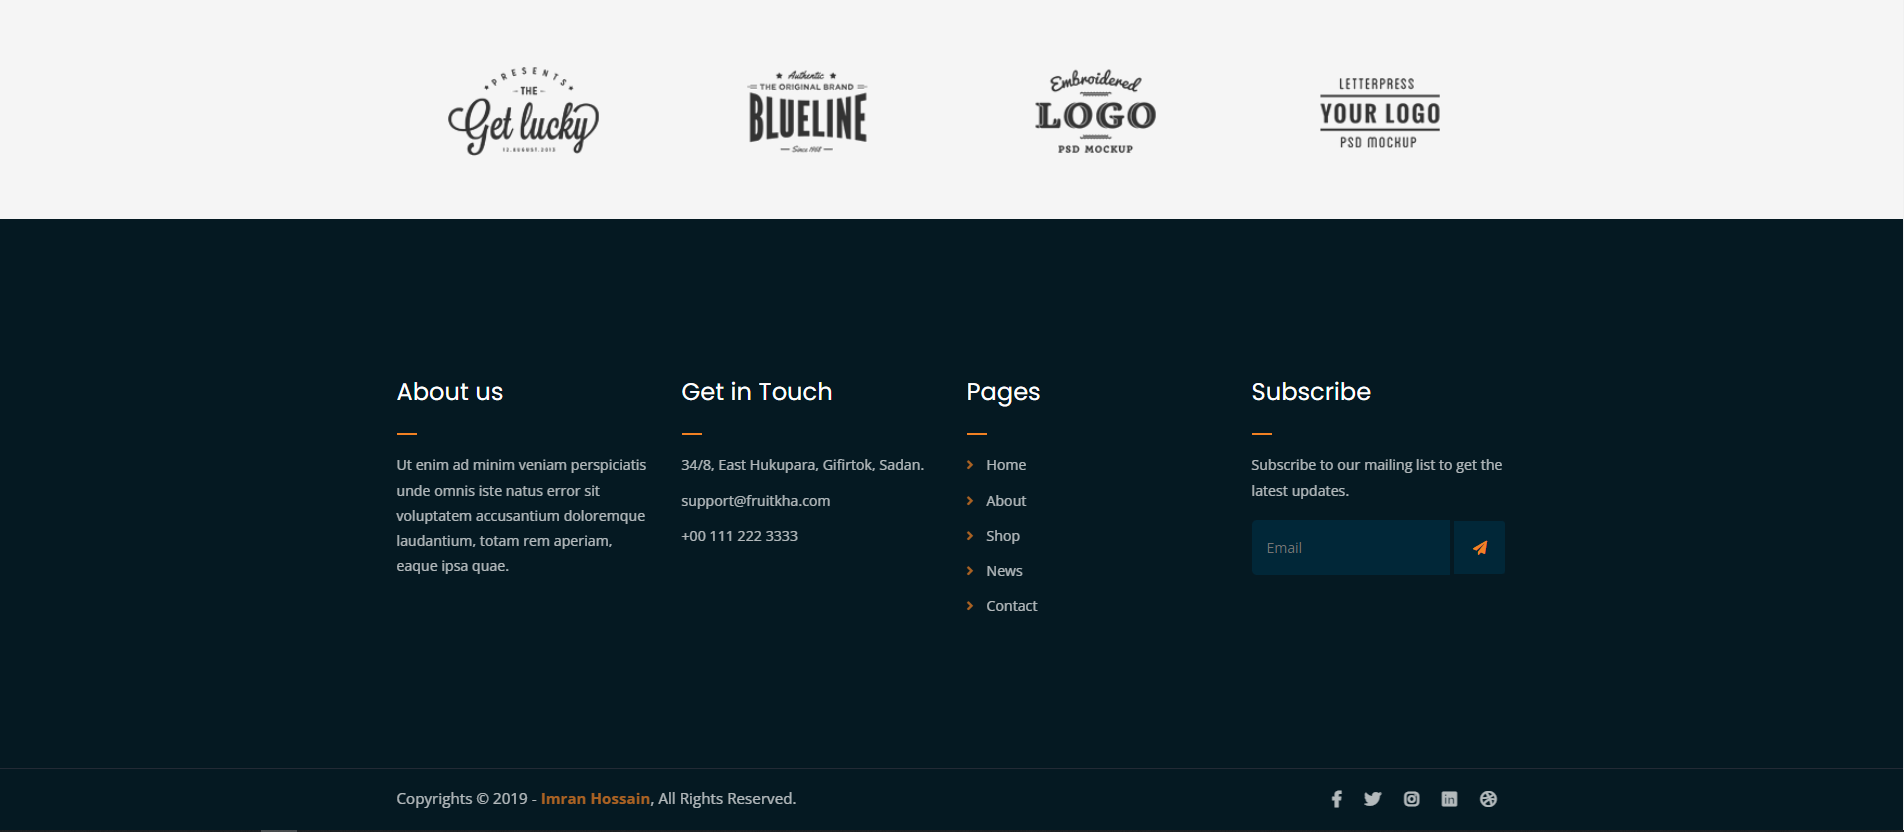 PRESENTS
THE
Get lucky
12.AUGUST.2013
Authentic
THE ORIGINAL BRAND
BLUELINE
Since 1968
Embroidered
LOGO
PSD MOCKUP
LETTERPRESS
YOUR LOGO
PSD MOCKUP
About us
Ut enim ad minim veniam perspiciatis
unde omnis iste natus error sit
voluptatem accusantium doloremque
laudantium, totam rem aperiam,
eaque ipsa quae.
Get in Touch
34/8, East Hukupara, Gifirtok, Sadan.
support@fruitkha.com
+00 111 222 3333
Pages
Home
About
Shop
News
Contact
Subscribe
Subscribe to our mailing list to get the
latest updates.
Email
Copyrights © 2019 - Imran Hossain, All Rights Reserved.